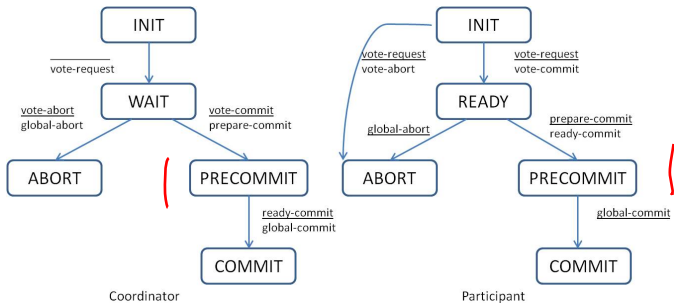 INIT
vote-request
WAIT
vote-abort
global-abort
vote-commit
prepare-commit
ABORT
PRECOMMIT
ready-commit
global-commit
COMMIT
Coordinator
INIT
vote-request
vote-abort
vote-request
vote-commit
READY
global-abort
prepare-commit
ready-commit
ABORT
PRECOMMIT
global-commit
COMMIT
Participant